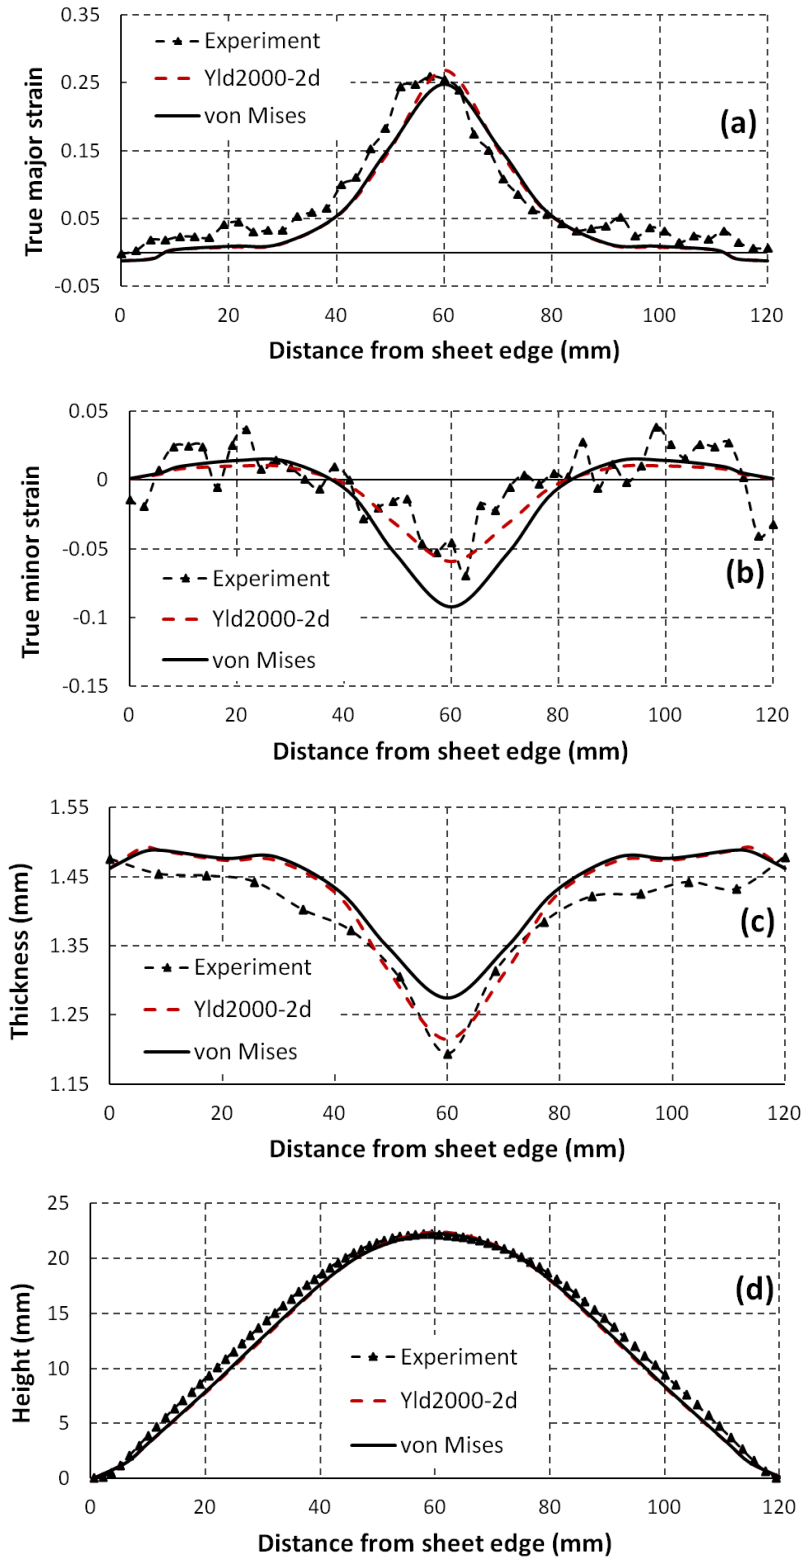 0.35
0.25
0.15
0.05
-0.05
True major strain
Experiment
Yld2000-2d
von Mises
(a)
0 20 40 60 80 100 120
Distance from sheet edge (mm)
0.05
0
-0.05
-0.1
-0.15
True minor strain
Experiment
Yld2000-2d
von Mises
(b)
0 20 40 60 80 100 120
Distance from sheet edge (mm)
1.55
1.45
1.35
1.25
1.15
Thickness (mm)
Experiment
Yld2000-2d
von Mises
(c)
0 20 40 60 80 100 120
Distance from sheet edge (mm)
25
20
15
10
5
0
Height (mm)
Experiment
Yld2000-2d
von Mises
(d)
0 20 40 60 80 100 120
Distance from sheet edge (mm)